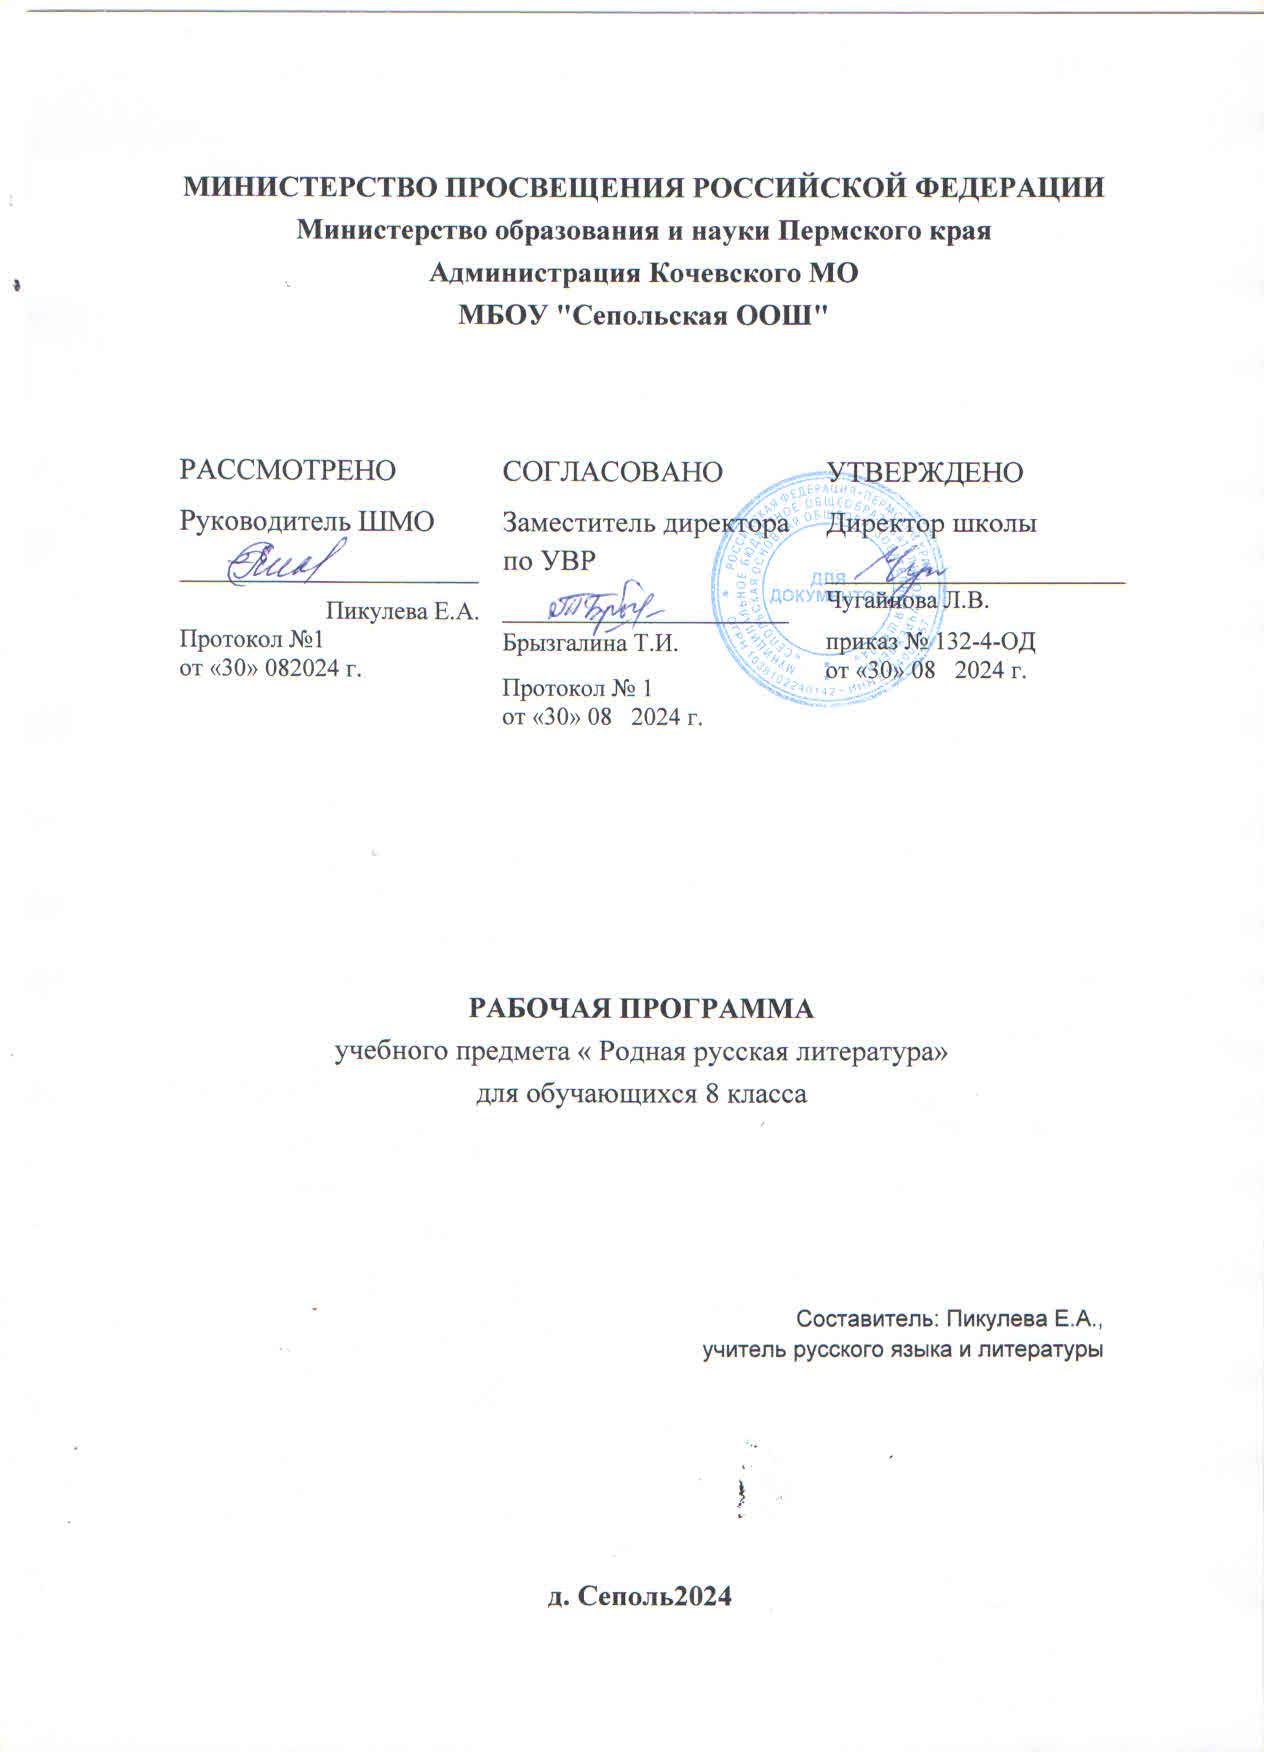 МИНИСТЕРСТВО ПРОСВЕЩЕНИЯ РОССИЙСКОЙ ФЕДЕРАЦИИ
Министерство образования и науки Пермского края
Администрация Кочевского МО
МБОУ "Сепольская ООШ"
РАССМОТРЕНО
Руководитель ШМО
Пикулева Е.А.
Протокол №1
от «30» 082024 г.
СОГЛАСОВАНО
Заместитель директора
по УВР
Брызгалина Т.И.
Протокол № 1
от «30» 08 2024 г.
УТВЕРЖДЕНО
Директор школы
Чугайнова Л.В.
приказ № 132-4-ОД
от «30» 08 2024 г.
ДЛЯ
ДОКУМЕНТОВ
РАБОЧАЯ ПРОГРАММА
учебного предмета « Родная русская литература»
для обучающихся 8 класса
Составитель: Пикулева Е.А.,
учитель русского языка и литературы
д. Сеполь2024